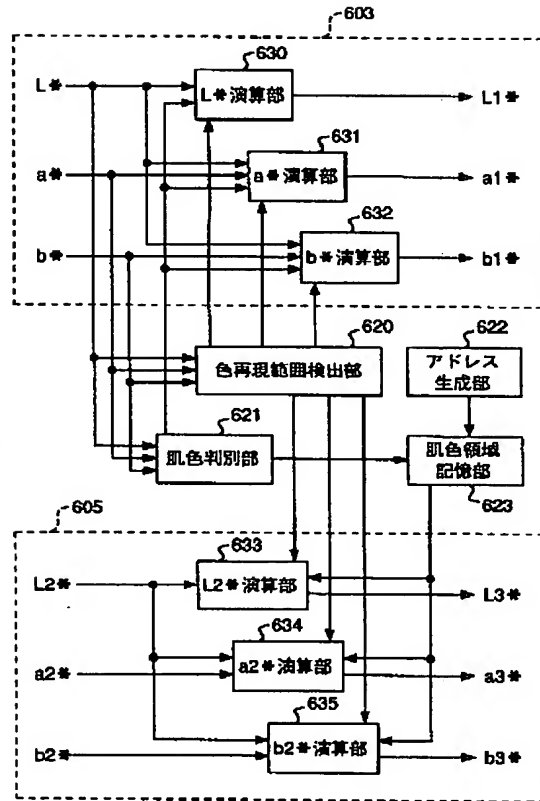 603
630
L* L*演算部 L1*
631
a* a*演算部 a1*
632
b* b*演算部 b1*
620 622
色再現範囲検出部 アドレス
生成部
621
肌色判別部 肌色領域
記憶部
623
605
633
L2* L2*演算部 L3*
634
a2* a2*演算部 a3*
635
b2* b2*演算部 b3*